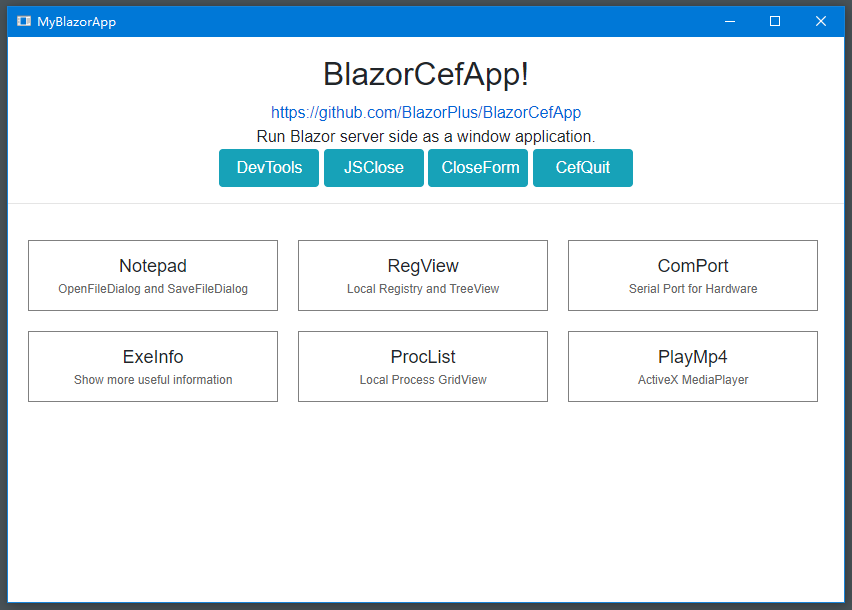 MyBlazorApp
BlazorCefApp!
https://github.com/BlazorPlus/BlazorCefApp
Run Blazor server side as a window application.
DevTools JSClose CloseForm CefQuit
Notepad RegView ComPort
OpenFileDialog and SaveFileDialog Local Registry and TreeView Serial Port for Hardware
ExeInfo ProcList PlayMp4
Show more useful information Local Process GridView ActiveX MediaPlayer